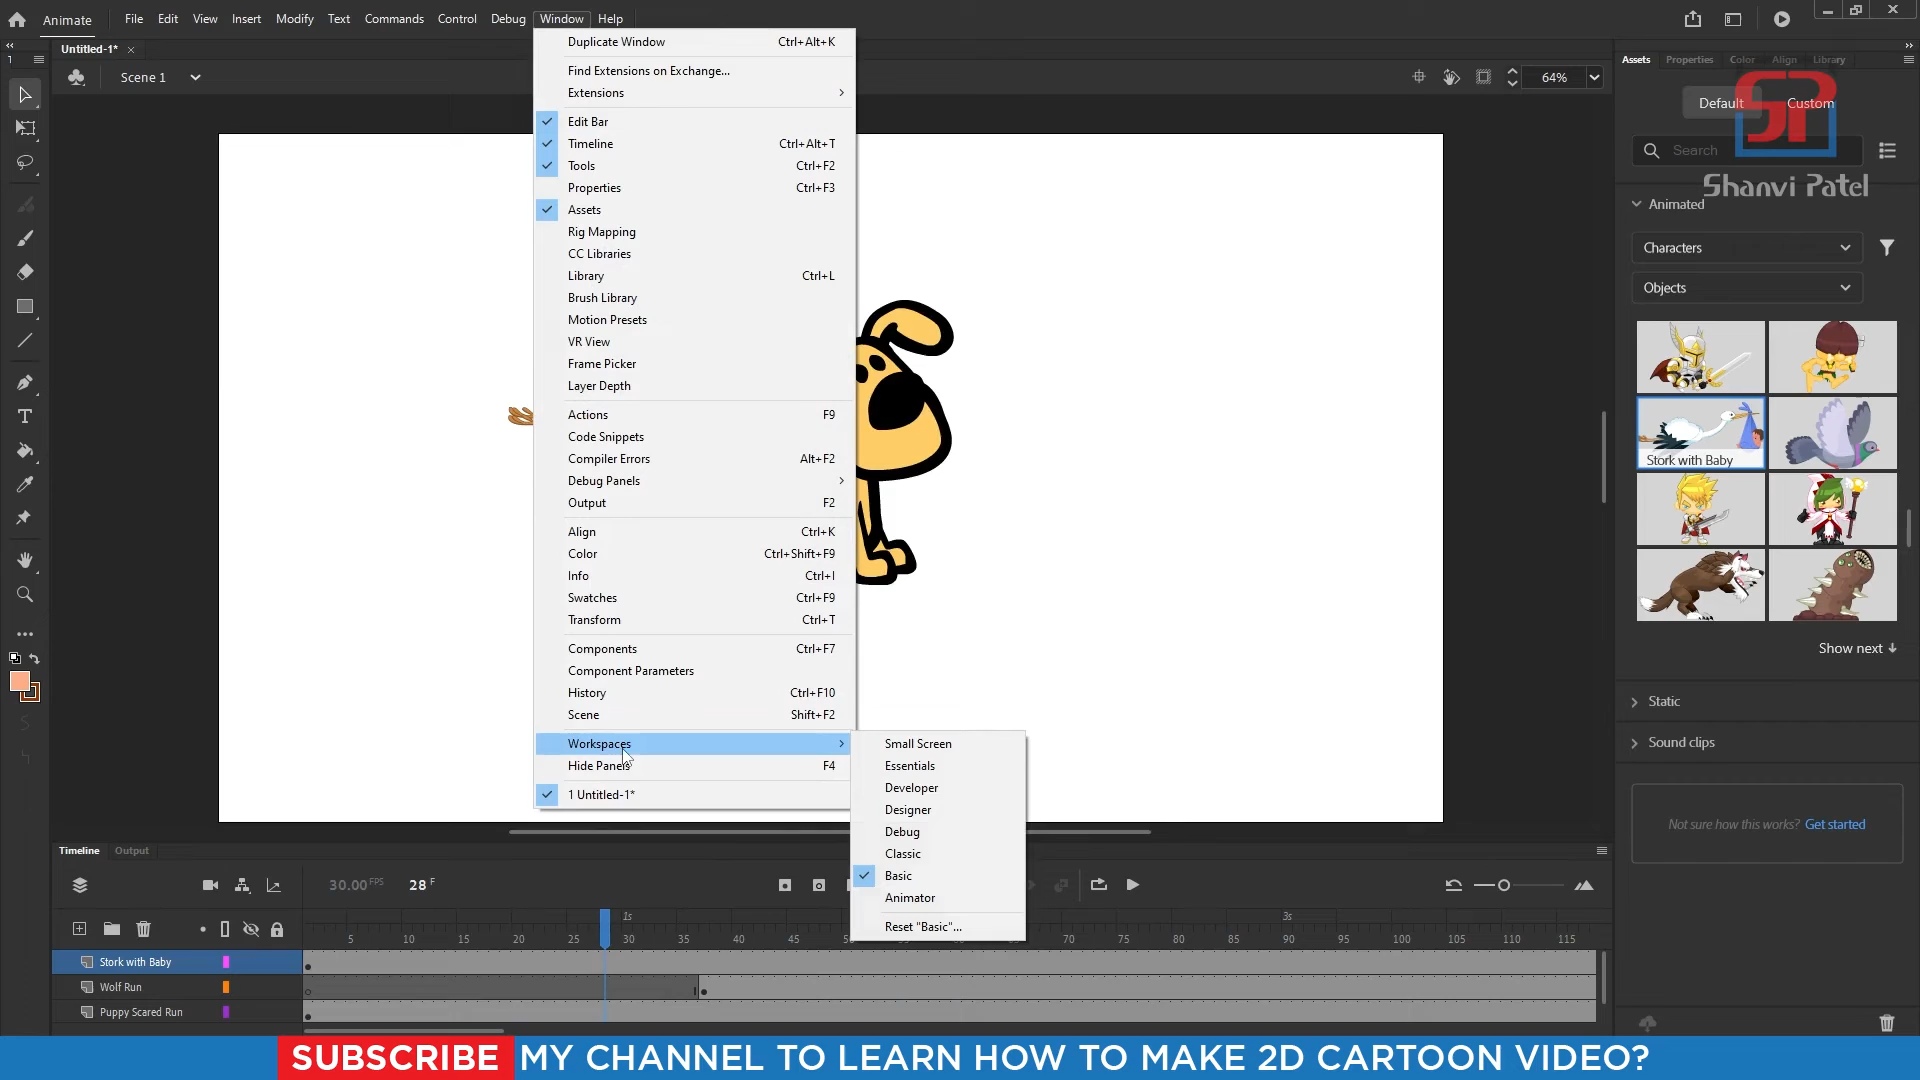 Animate File Edit View Insert Modify Text Commands Control Debug Window Help
Untitled-1*
1
Scene 1
64%
Duplicate Window Ctrl+Alt+K
Find Extensions on Exchange...
Extensions
Edit Bar
Timeline Ctrl+Alt+T
Tools Ctrl+F2
Properties Ctrl+F3
Assets
Rig Mapping
CC Libraries
Library Ctrl+L
Brush Library
Motion Presets
VR View
Frame Picker
Layer Depth
Actions F9
Code Snippets
Compiler Errors Alt+F2
Debug Panels
Output F2
Align Ctrl+K
Color Ctrl+Shift+F9
Info Ctrl+I
Swatches Ctrl+F9
Transform Ctrl+T
Components Ctrl+F7
Component Parameters
History Ctrl+F10
Scene Shift+F2
Workspaces
Hide Panels F4
1 Untitled-1*
Small Screen
Essentials
Developer
Designer
Debug
Classic
Basic
Animator
Reset "Basic"...
Assets Properties Color Align Library
Default Custom
Search
SP
Shanvi Patel
Animated
Characters
Objects
Stork with Baby
Show next
Static
Sound clips
Not sure how this works? Get started
Timeline Output
30.00 FPS 28 F
1s 3s
5 10 15 20 25 30 35 40 45 70 75 80 85 90 95 100 105 110 115
Stork with Baby
Wolf Run
Puppy Scared Run
SUBSCRIBE MY CHANNEL TO LEARN HOW TO MAKE 2D CARTOON VIDEO?